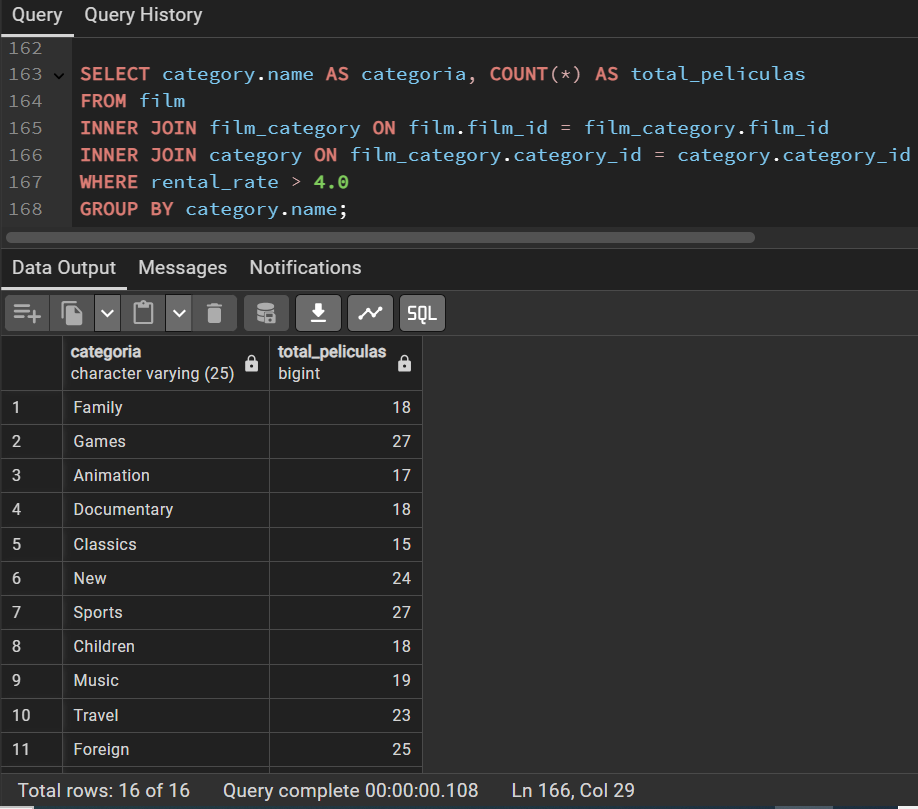 Query Query History
162
163 SELECT category.name AS categoria, COUNT(*) AS total_peliculas
164 FROM film
165 INNER JOIN film_category ON film.film_id = film_category.film_id
166 INNER JOIN category ON film_category.category_id = category.category_id
167 WHERE rental_rate > 4.0
168 GROUP BY category.name;
Data Output Messages Notifications
SQL
categoria total_peliculas
character varying (25) bigint
1 Family 18
2 Games 27
3 Animation 17
4 Documentary 18
5 Classics 15
6 New 24
7 Sports 27
8 Children 18
9 Music 19
10 Travel 23
11 Foreign 25
Total rows: 16 of 16 Query complete 00:00:00.108 Ln 166, Col 29